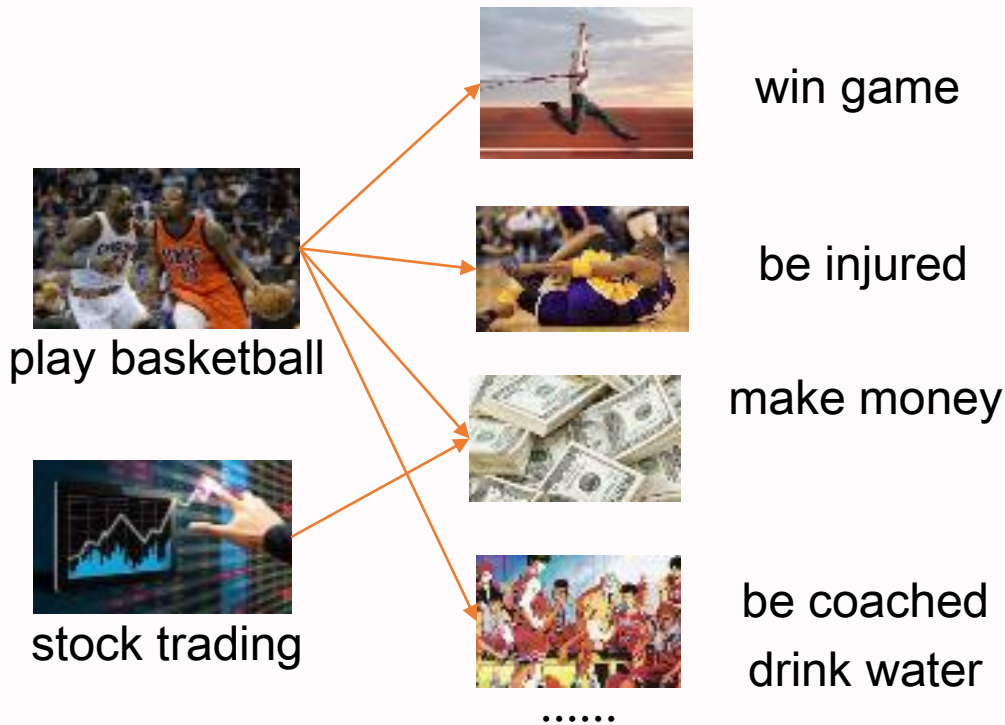 win game
be injured
play basketball
make money
stock trading
be coached
drink water
......